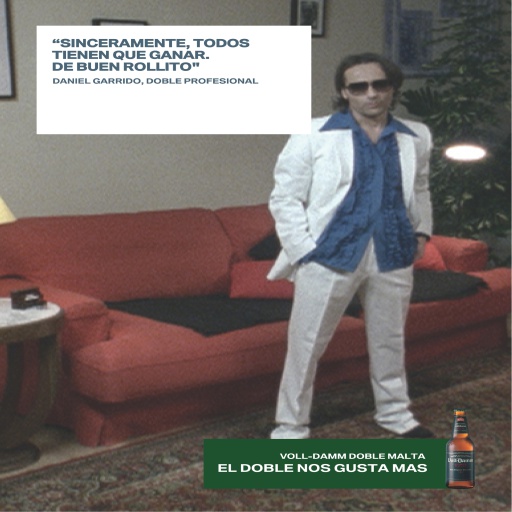 “SINCERAMENTE, TODOS
TIENEN QUE GANAR.
DE BUEN ROLLITO"
DANIEL GARRIDO, DOBLE PROFESIONAL
VOLL-DAMM DOBLE MALTA
EL DOBLE NOS GUSTA MAS